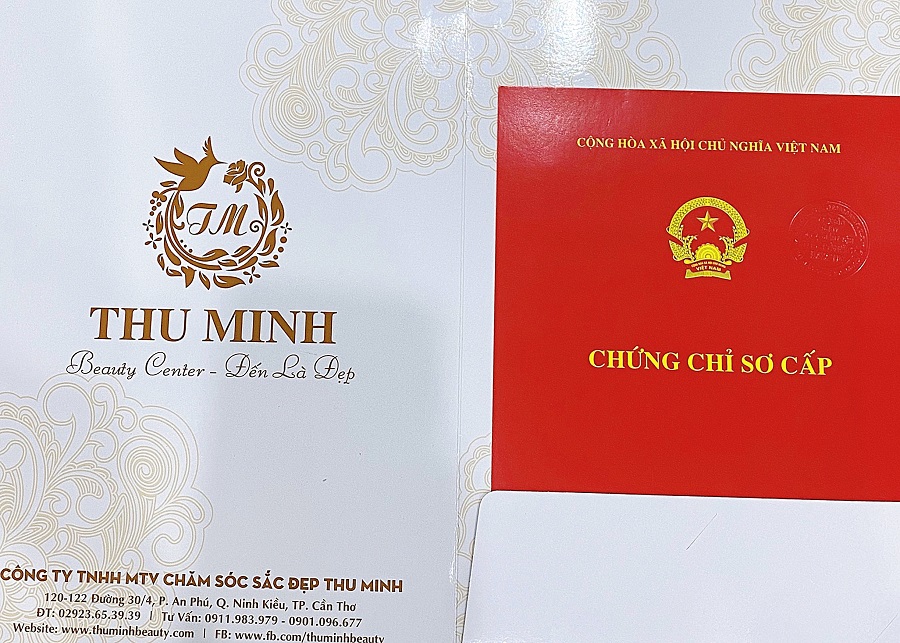 TM
THU MINH
Beauty Center - Đến Là Đẹp
CÔNG TY TNHH MTV CHĂM SÓC SẮC ĐẸP THU MINH
120-122 Đường 30/4, P. An Phú, Q. Ninh Kiều, TP. Cần Thơ
ĐT: 02923.65.39.39 | Tư Vấn: 0911.983.979 - 0901.096.677
Website: www.thuminhbeauty.com | FB: www.fb.com/thuminhbeauty
CỘNG HÒA XÃ HỘI CHỦ NGHĨA VIỆT NAM
VIỆT NAM
CHỨNG CHỈ SƠ CẤP